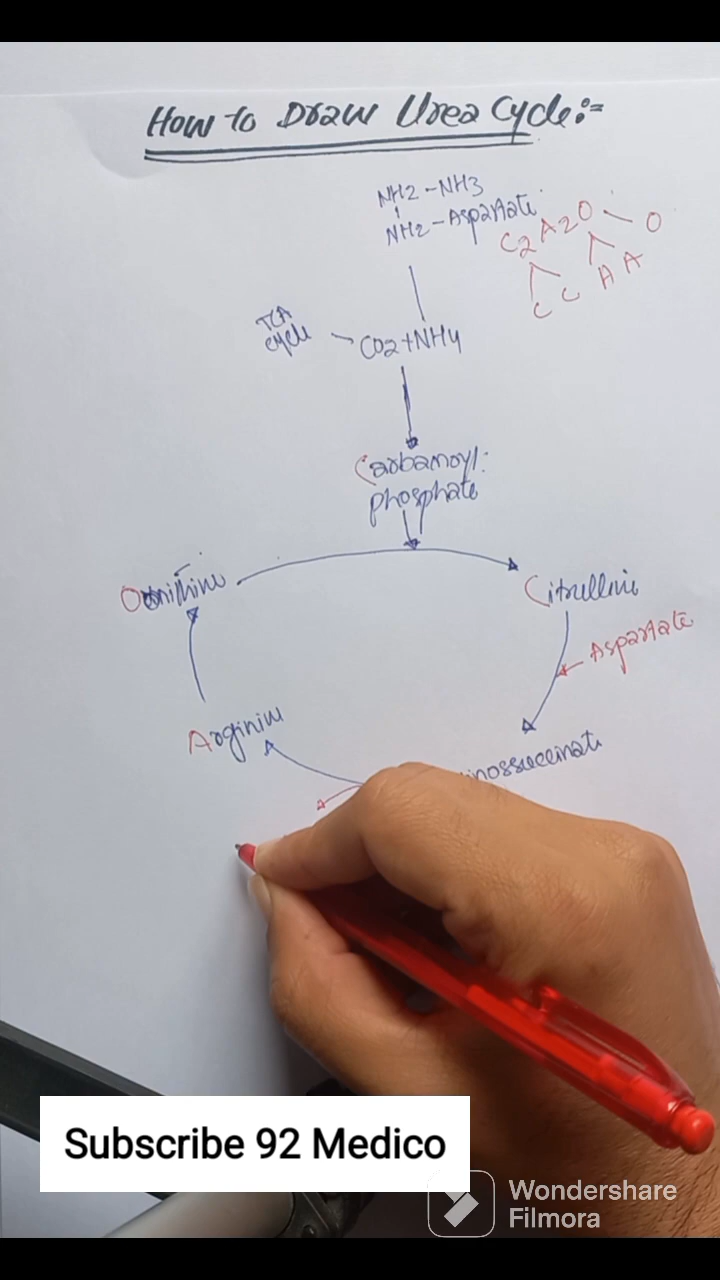 How to Draw Urea Cycle:=
NH2 - NH3
NH2 - Aspartate
C2A2O
O
C C A A
TCA
cycle
CO2+NH4
Carbamoyl:
phosphate
Ornithine
Citrulline
Aspartate
Arginine
inossuccinate
Subscribe 92 Medico
Wondershare
Filmora